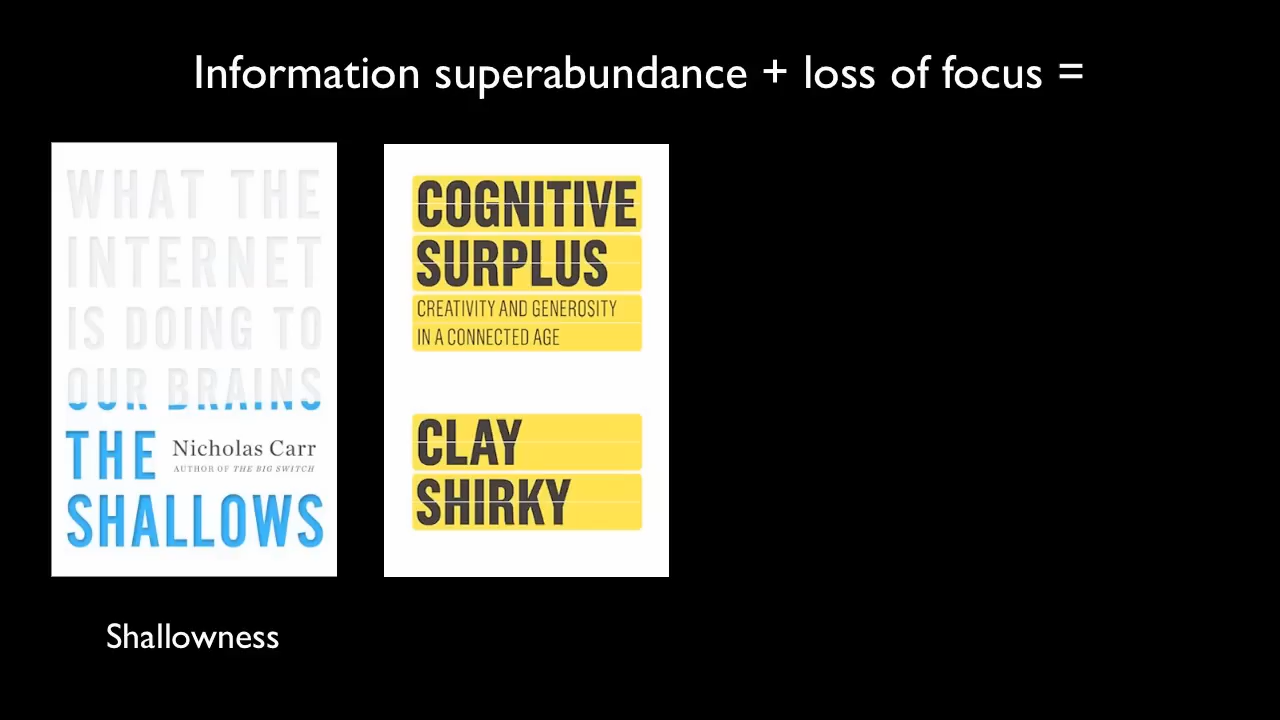 Information superabundance + loss of focus =
WHAT THE
INTERNET
IS DOING TO
OUR BRAINS
THE
Nicholas Carr
AUTHOR OF THE BIG SWITCH
SHALLOWS
COGNITIVE
SURPLUS
CREATIVITY AND GENEROSITY
IN A CONNECTED AGE
CLAY
SHIRKY
Shallowness